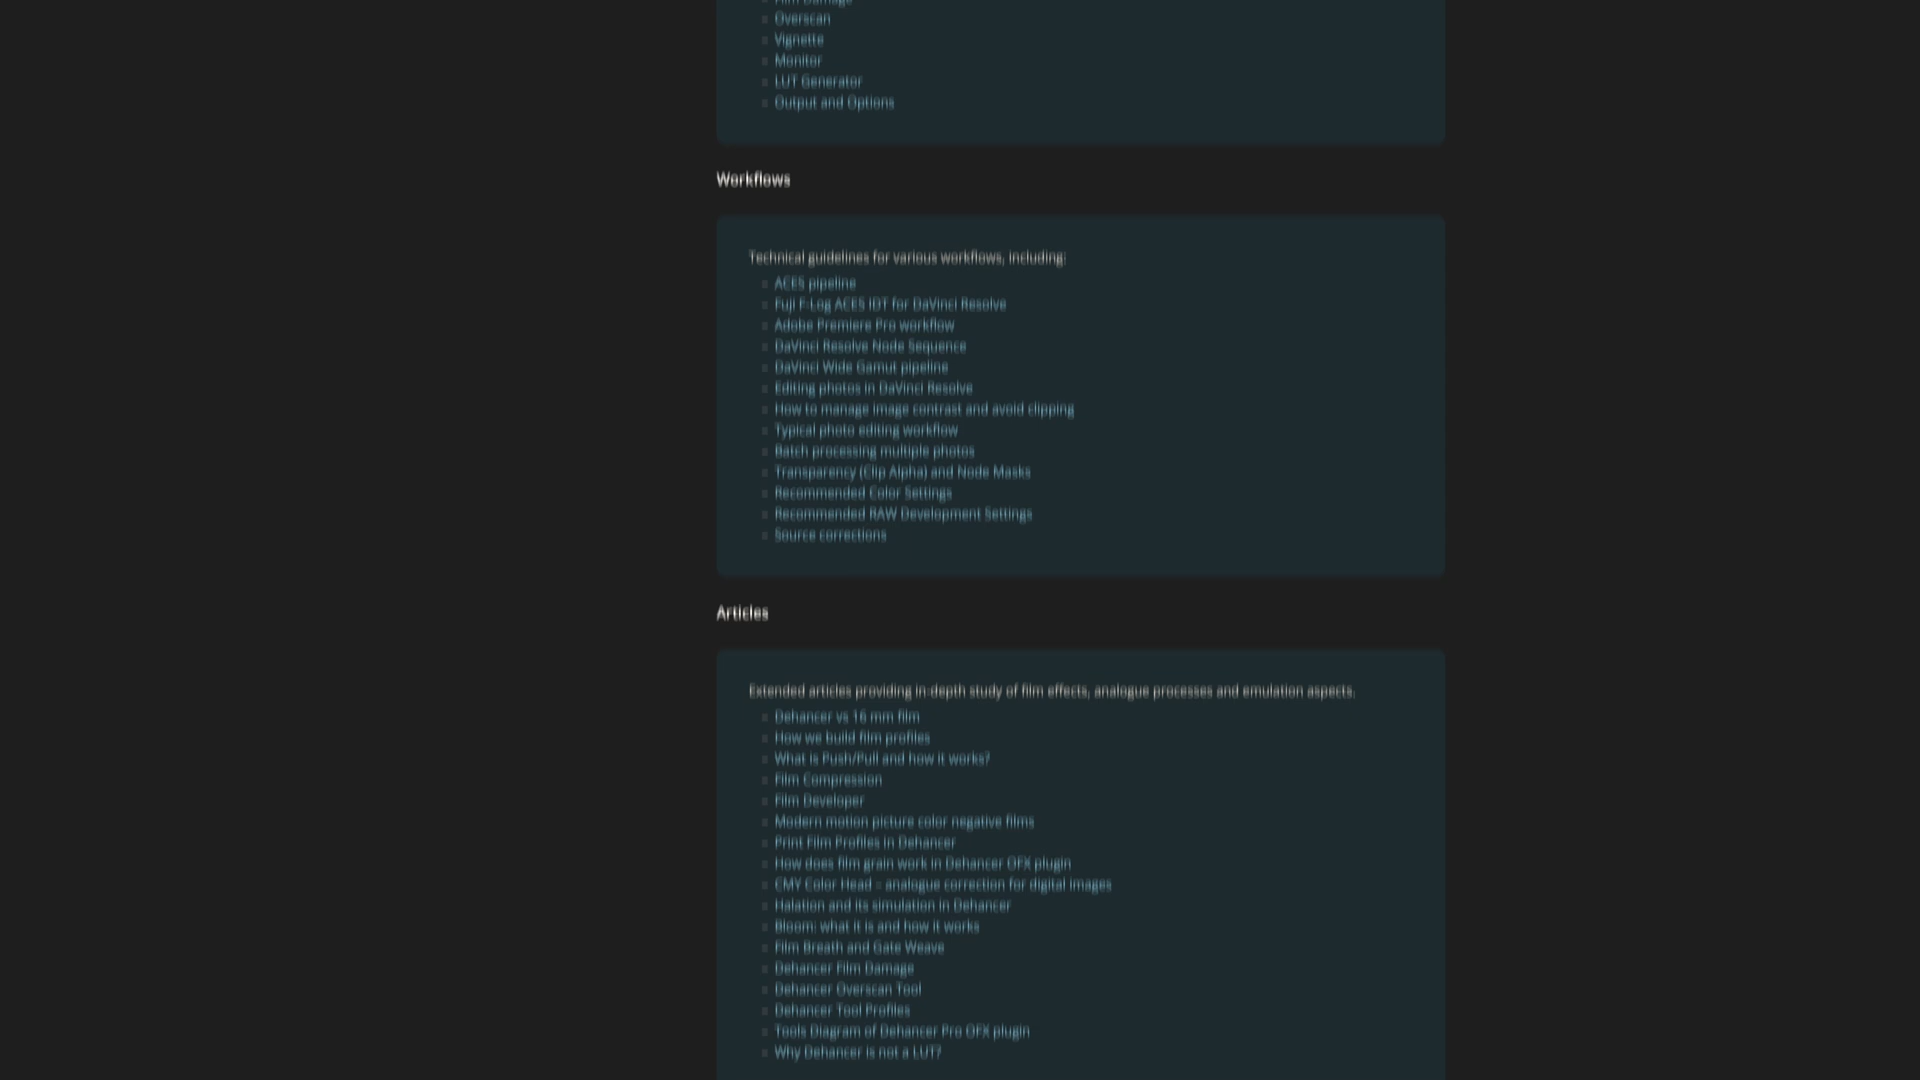 Film Damage
Overscan
Vignette
Monitor
LUT Generator
Output and Options
Workflows
Technical guidelines for various workflows, including:
ACES pipeline
Fuji F-Log ACES IDT for DaVinci Resolve
Adobe Premiere Pro workflow
DaVinci Resolve Node Sequence
DaVinci Wide Gamut pipeline
Editing photos in DaVinci Resolve
How to manage image contrast and avoid clipping
Typical photo editing workflow
Batch processing multiple photos
Transparency (Clip Alpha) and Node Masks
Recommended Color Settings
Recommended RAW Development Settings
Source corrections
Articles
Extended articles providing in-depth study of film effects, analogue processes and emulation aspects.
Dehancer vs 16 mm film
How we build film profiles
What is Push/Pull and how it works?
Film Compression
Film Developer
Modern motion picture color negative films
Print Film Profiles in Dehancer
How does film grain work in Dehancer OFX plugin
CMY Color Head - analogue correction for digital images
Halation and its simulation in Dehancer
Bloom: what it is and how it works
Film Breath and Gate Weave
Dehancer Film Damage
Dehancer Overscan Tool
Dehancer Tool Profiles
Tools Diagram of Dehancer Pro OFX plugin
Why Dehancer is not a LUT?